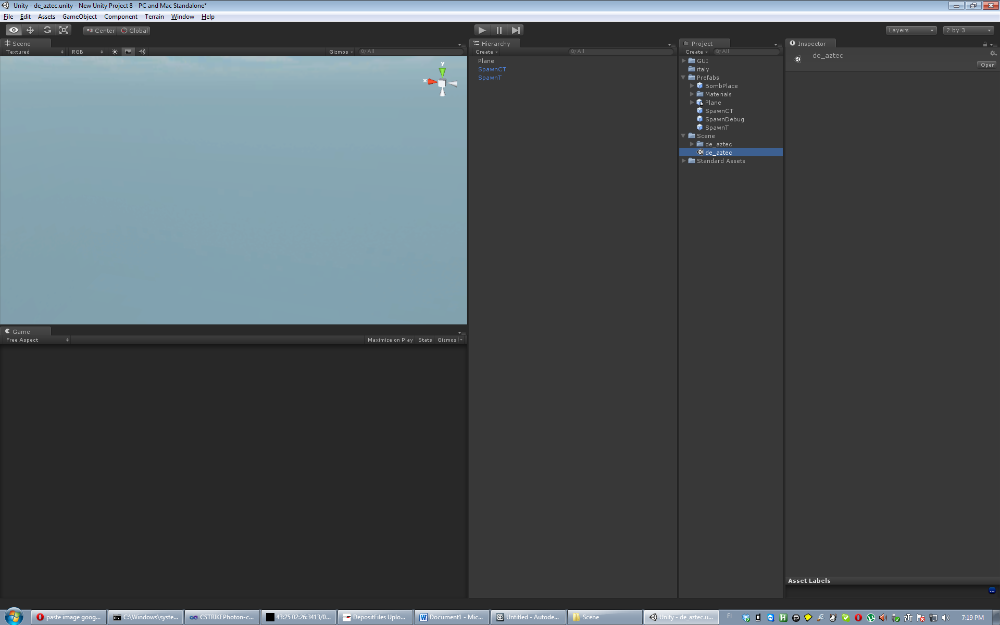 Unity - de_aztec.unity - New Unity Project 8 - PC and Mac Standalone*
File Edit Assets GameObject Component Terrain Window Help
Center Global Layers 2 by 3
Scene
Textured RGB Gizmos All
y
x
Game
Free Aspect Maximize on Play Stats Gizmos
Hierarchy
Create All
Plane
SpawnCT
SpawnT
Project
Create All
GUI
italy
Prefabs
BombPlace
Materials
Plane
SpawnCT
SpawnDebug
SpawnT
Scene
de_aztec
de_aztec
Standard Assets
Inspector
de_aztec
Open
Asset Labels
paste image goog... C:\Windows\syste... CSTRIKEPhoton-c... 43:25 02:26:3413/0... DepositFiles Uplo... Document1 - Mic... Untitled - Autode... Scene Unity - de_aztec.u... FI 7:19 PM